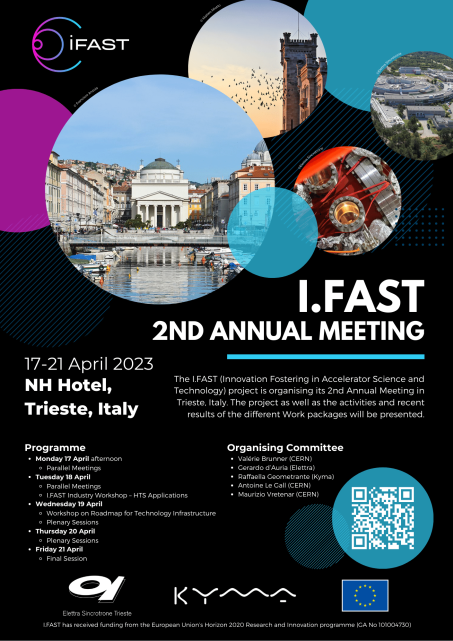 iFAST
I.FAST
2ND ANNUAL MEETING
17-21 April 2023
NH Hotel,
Trieste, Italy
The I.FAST (Innovation Fostering in Accelerator Science and
Technology) project is organising its 2nd Annual Meeting in
Trieste, Italy. The project as well as the activities and recent
results of the different Work packages will be presented.
Programme
Monday 17 April afternoon
Parallel Meetings
Tuesday 18 April
Parallel Meetings
I.FAST Industry Workshop – HTS Applications
Wednesday 19 April
Workshop on Roadmap for Technology Infrastructure
Plenary Sessions
Thursday 20 April
Plenary Sessions
Friday 21 April
Final Session
Organising Committee
Valérie Brunner (CERN)
Gerardo d'Auria (Elettra)
Raffaella Geometrante (Kyma)
Antoine Le Gall (CERN)
Maurizio Vretenar (CERN)
Elettra Sincrotrone Trieste
KYMA
I.FAST has received funding from the European Union's Horizon 2020 Research and Innovation programme (GA No 101004730)